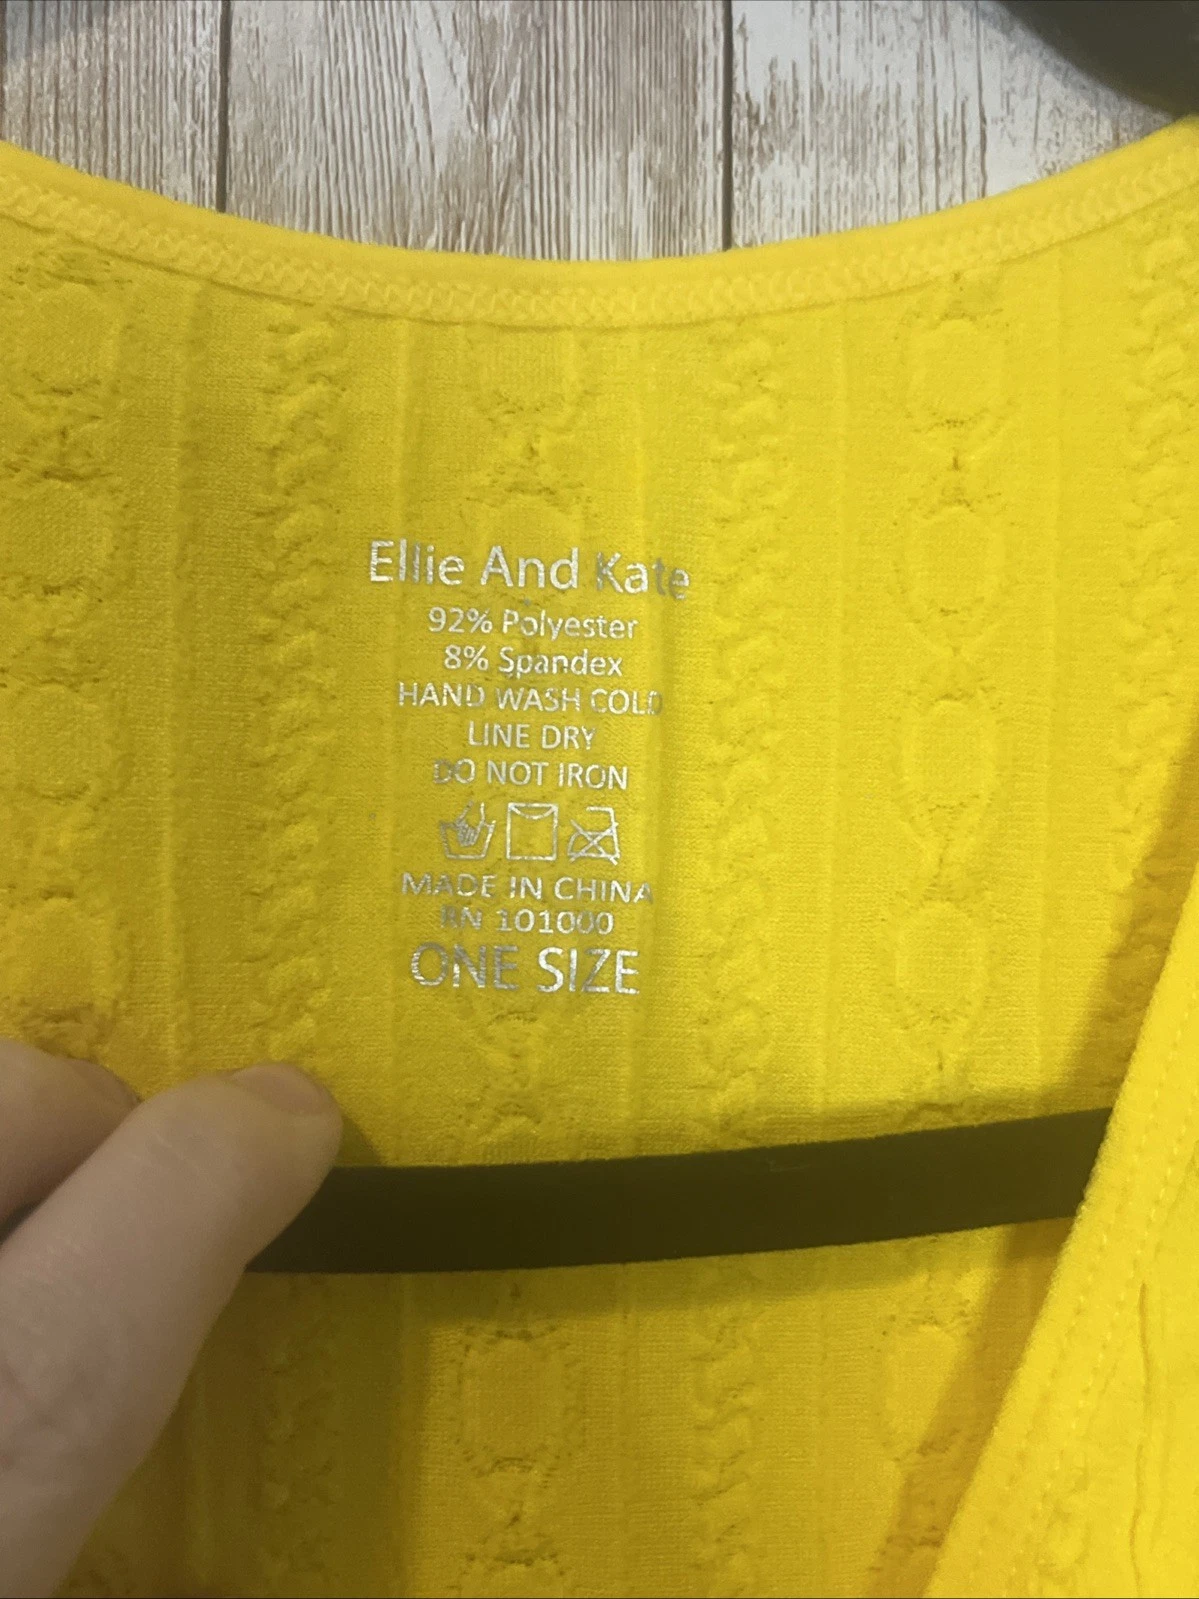 Ellie And Kate
92% Polyester
8% Spandex
HAND WASH COLD
LINE DRY
DO NOT IRON
MADE IN CHINA
RN 101000
ONE SIZE